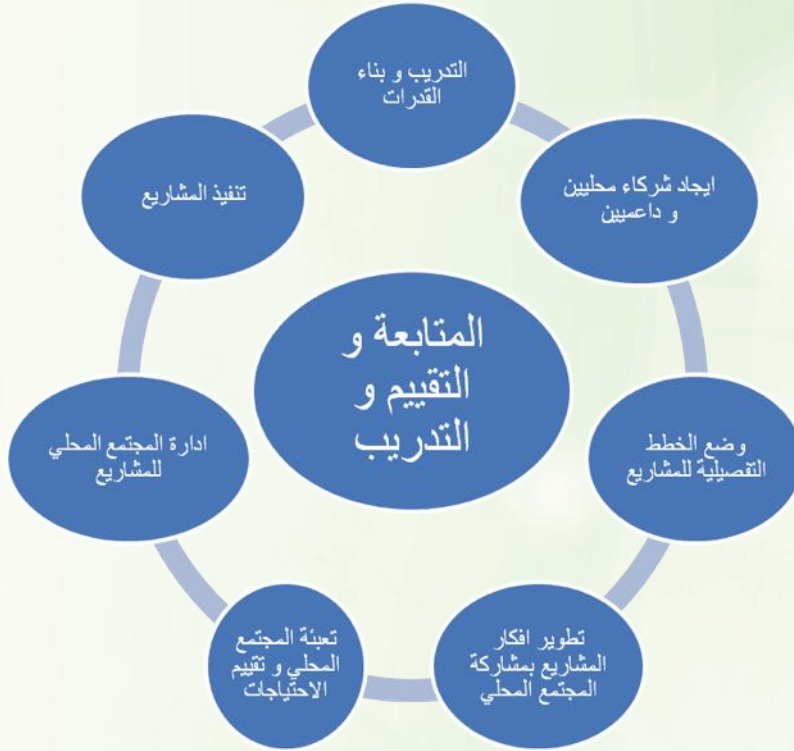 التدريب و بناء
القدرات
ايجاد شركاء محليين
و داعميين
وضع الخطط
التفصيلية للمشاريع
تطوير افكار
المشاريع بمشاركة
المجتمع المحلي
تعبئة المجتمع
المحلي و تقييم
الاحتياجات
ادارة المجتمع المحلي
للمشاريع
تنفيذ المشاريع
المتابعة و
التقييم و
التدريب